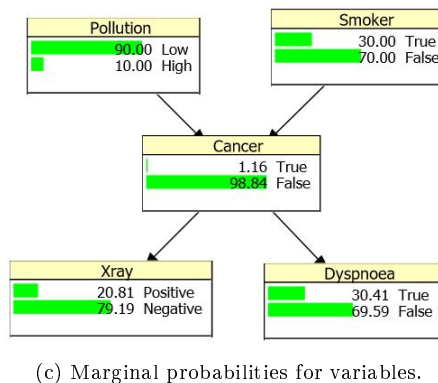 Pollution
90.00 Low
10.00 High
Smoker
30.00 True
70.00 False
Cancer
1.16 True
98.84 False
Xray
20.81 Positive
79.19 Negative
Dyspnoea
30.41 True
69.59 False
(c) Marginal probabilities for variables.